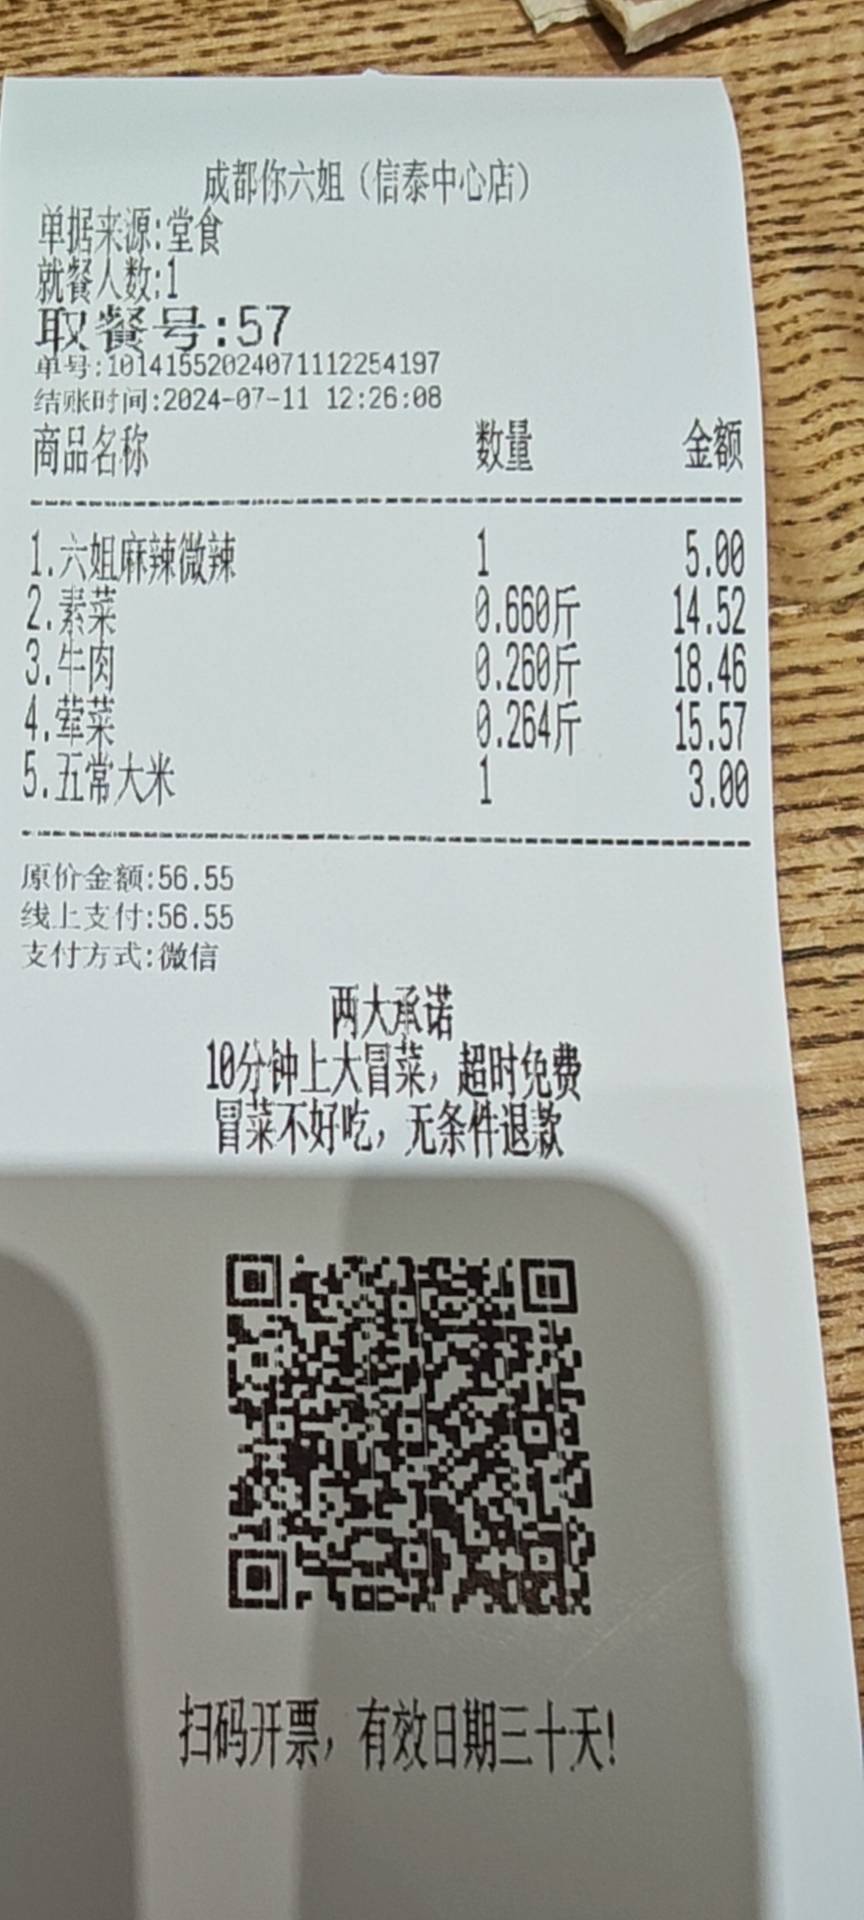 成都你六姐（信泰中心店）
单据来源:堂食
就餐人数:1
取餐号:57
单号:10141552024071112254197
结账时间:2024-07-11 12:26:08
商品名称 数量 金额
1.六姐麻辣微辣 1 5.00
2.素菜 0.660斤 14.52
3.牛肉 0.260斤 18.46
4.荤菜 0.264斤 15.57
5.五常大米 1 3.00
原价金额:56.55
线上支付:56.55
支付方式:微信
两大承诺
10分钟上大冒菜，超时免费
冒菜不好吃，无条件退款
扫码开票，有效日期三十天!